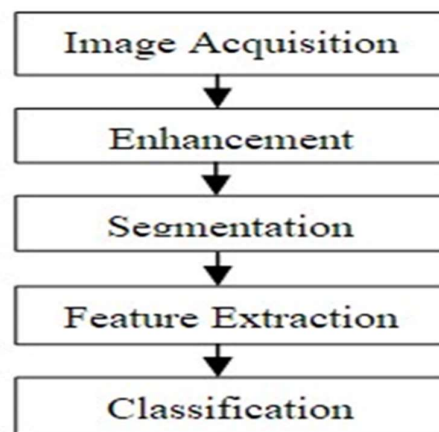 Image Acquisition
Enhancement
Segmentation
Feature Extraction
Classification